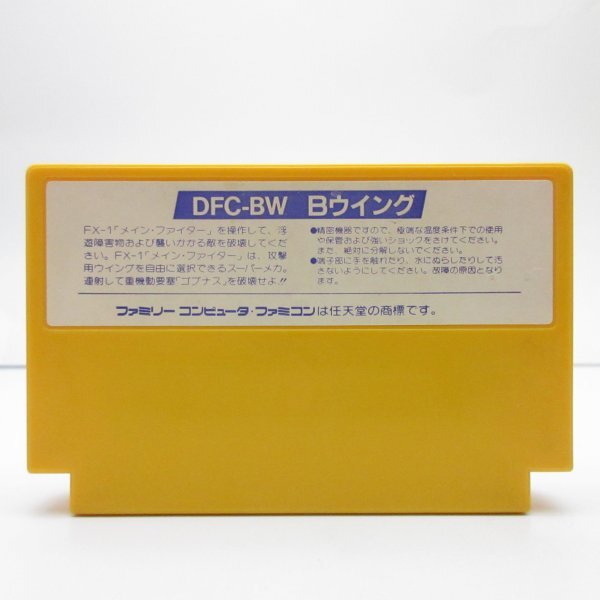 DFC-BW Bウイング
FX-1「メイン・ファイター」を操作して、浮
遊障害物および襲いかかる敵を破壊してくだ
さい。FX-1「メイン・ファイター」は、攻撃
用ウイングを自由に選択できるスーパーメカ。
連射して重機動要塞「ゴブナス」を破壊せよ!!
●精密機器ですので、極端な温度条件下での使用
や保管および強いショックをさけてください。
また、絶対に分解しないでください。
●端子部に手を触れたり、水にぬらしたりして汚
さないようにしてください。故障の原因となり
ます。
ファミリー コンピュータ・ファミコンは任天堂の商標です。